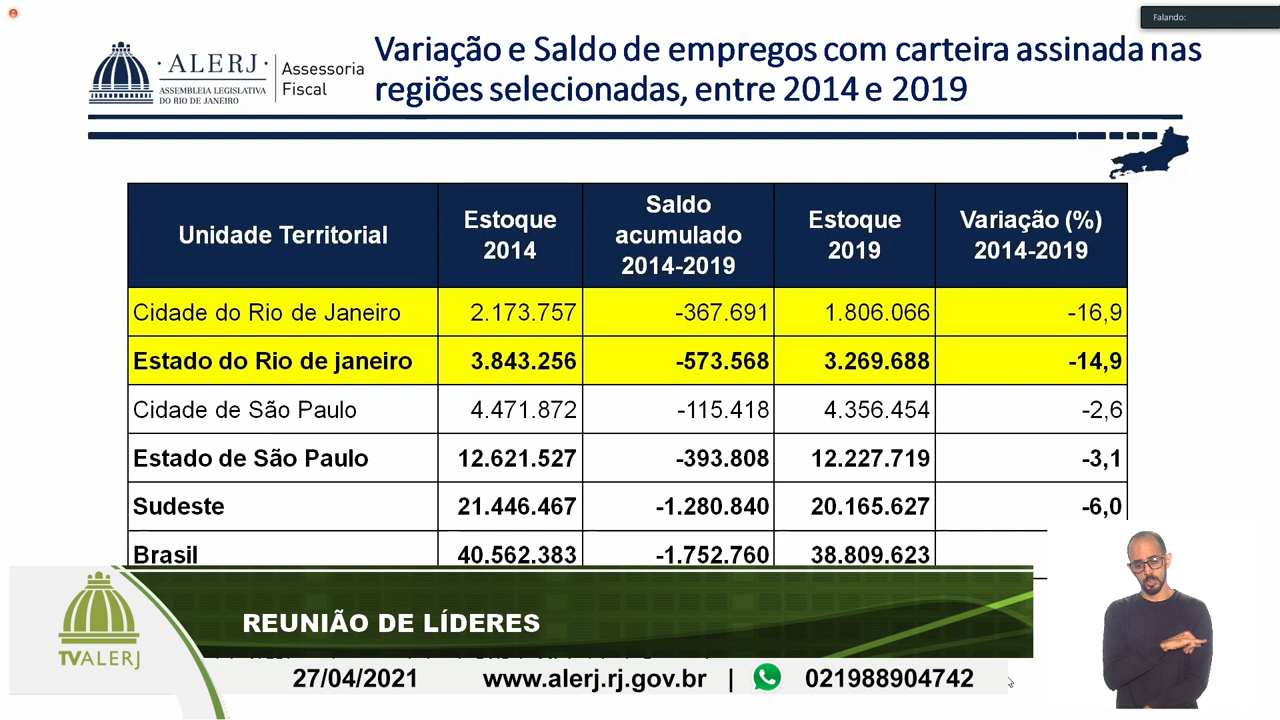 Falando:
·ALERJ·
ASSEMBLEIA LEGISLATIVA
DO RIO DE JANEIRO
Assessoria
Fiscal
Variação e Saldo de empregos com carteira assinada nas
regiões selecionadas, entre 2014 e 2019
Unidade Territorial
Estoque
2014
Saldo
acumulado
2014-2019
Estoque
2019
Variação (%)
2014-2019
Cidade do Rio de Janeiro 2.173.757 -367.691 1.806.066 -16,9
Estado do Rio de janeiro 3.843.256 -573.568 3.269.688 -14,9
Cidade de São Paulo 4.471.872 -115.418 4.356.454 -2,6
Estado de São Paulo 12.621.527 -393.808 12.227.719 -3,1
Sudeste 21.446.467 -1.280.840 20.165.627 -6,0
Brasil 40.562.383 -1.752.760 38.809.623
REUNIÃO DE LÍDERES
TVALERJ
27/04/2021 www.alerj.rj.gov.br | 021988904742